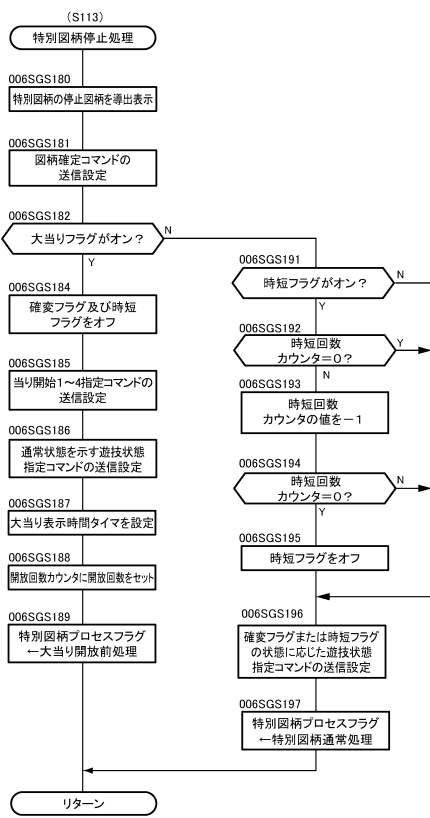 （S113）
特別図柄停止処理
006SGS180
特別図柄の停止図柄を導出表示
006SGS181
図柄確定コマンドの
送信設定
006SGS182
大当りフラグがオン？
N
Y
006SGS184
確変フラグ及び時短
フラグをオフ
006SGS185
当り開始1～4指定コマンドの
送信設定
006SGS186
通常状態を示す遊技状態
指定コマンドの送信設定
006SGS187
大当り表示時間タイマを設定
006SGS188
開放回数カウンタに開放回数をセット
006SGS189
特別図柄プロセスフラグ
←大当り開放前処理
006SGS191
時短フラグがオン？
N
Y
006SGS192
時短回数
カウンタ＝0？
Y
N
006SGS193
時短回数
カウンタの値を－1
006SGS194
時短回数
カウンタ＝0？
N
Y
006SGS195
時短フラグをオフ
006SGS196
確変フラグまたは時短フラグ
の状態に応じた遊技状態
指定コマンドの送信設定
006SGS197
特別図柄プロセスフラグ
←特別図柄通常処理
リターン